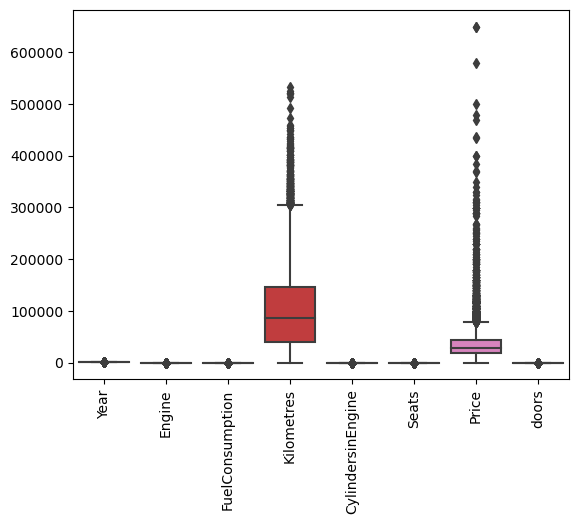 600000
500000
400000
300000
200000
100000
0
Year
Engine
FuelConsumption
Kilometres
CylindersinEngine
Seats
Price
doors